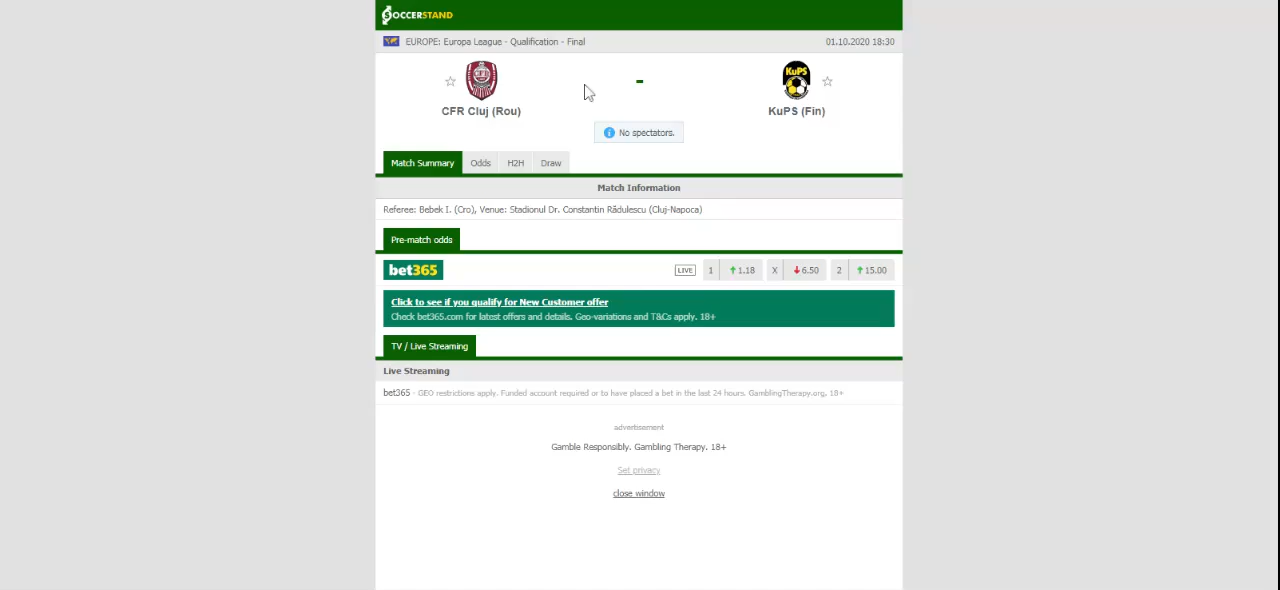 SOCCERSTAND
EUROPE: Europa League - Qualification - Final 01.10.2020 18:30
CFR Cluj (Rou) - KuPS (Fin)
KuPS
No spectators.
Match Summary Odds H2H Draw
Match Information
Referee: Bebek I. (Cro), Venue: Stadionul Dr. Constantin Rădulescu (Cluj-Napoca)
Pre-match odds
bet365 LIVE 1 1.18 X 6.50 2 15.00
Click to see if you qualify for New Customer offer
Check bet365.com for latest offers and details. Geo-variations and T&Cs apply. 18+
TV / Live Streaming
Live Streaming
bet365 - GEO restrictions apply. Funded account required or to have placed a bet in the last 24 hours. GamblingTherapy.org, 18+
advertisement
Gamble Responsibly. Gambling Therapy. 18+
Set privacy
close window